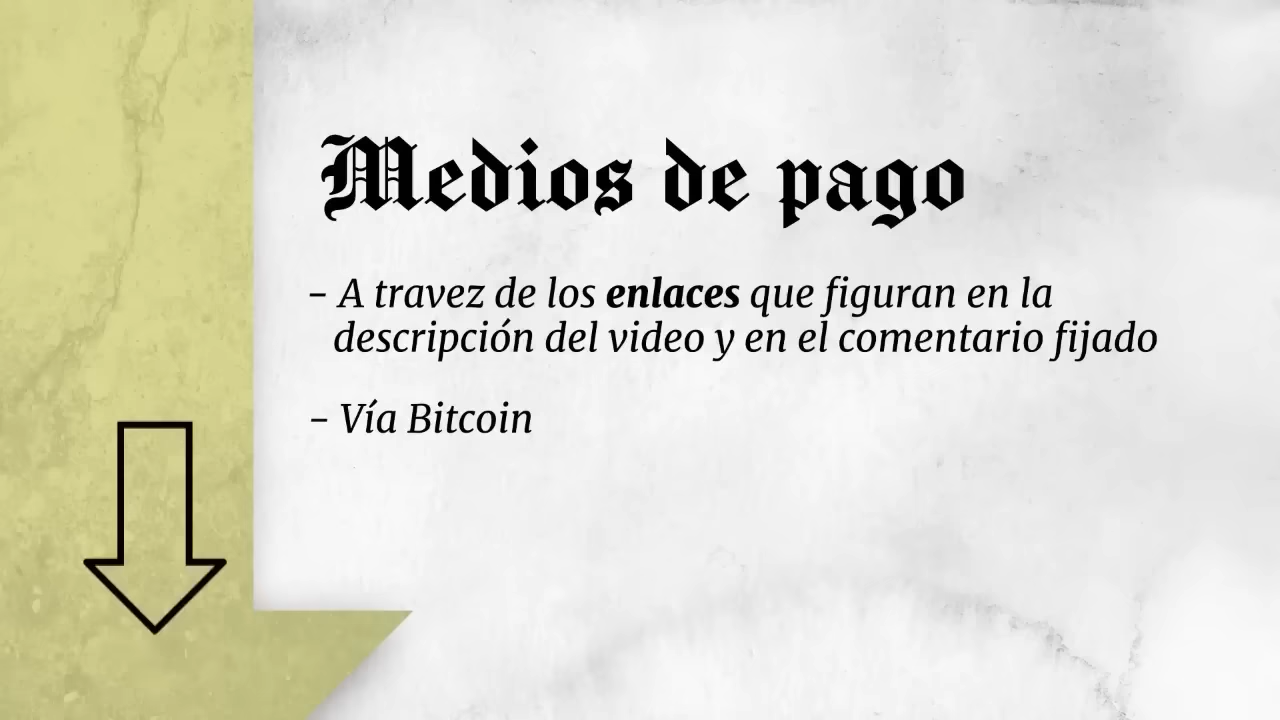 Medios de pago
- A travez de los enlaces que figuran en la
descripción del video y en el comentario fijado
- Vía Bitcoin